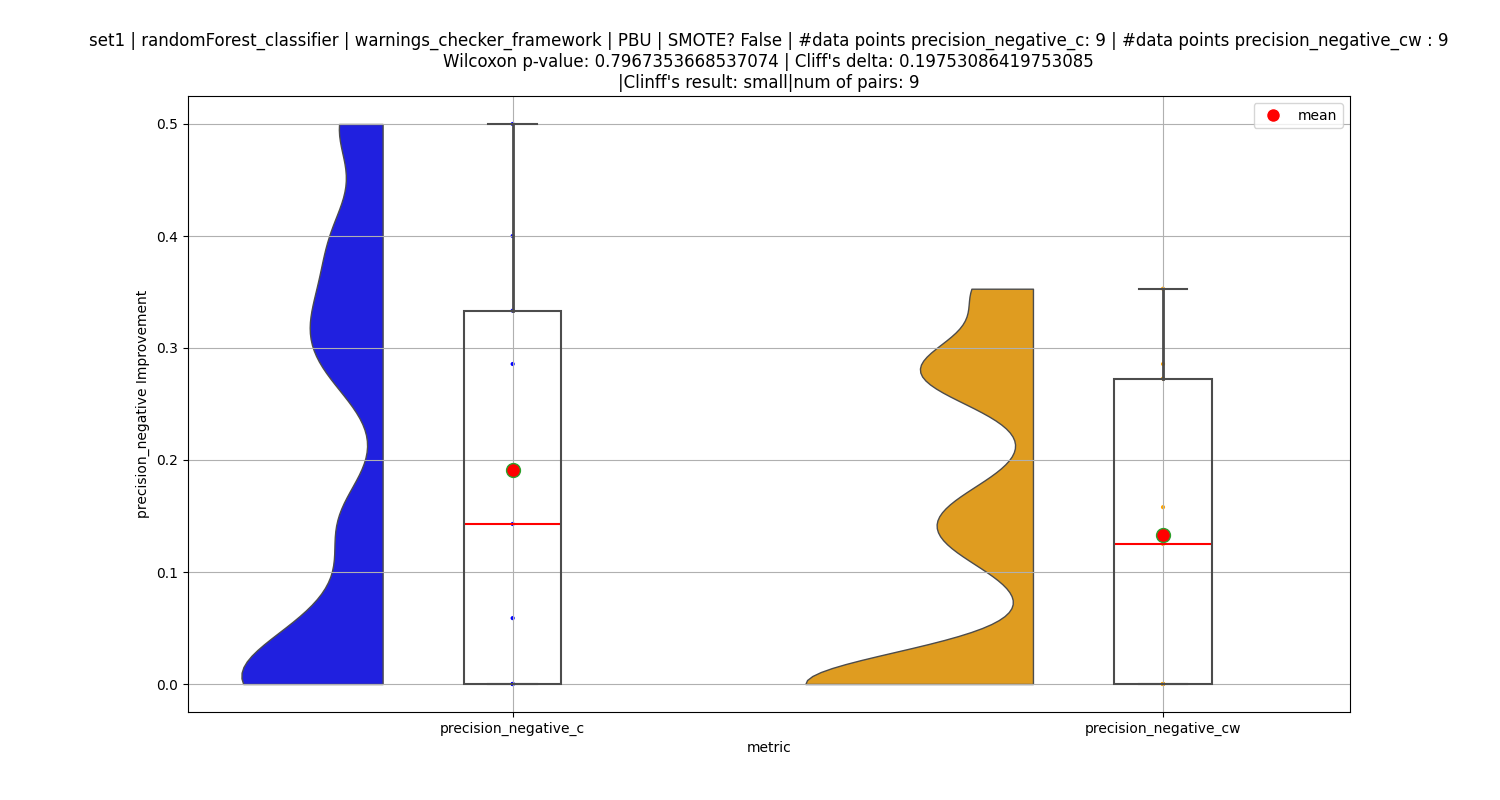 set1 | randomForest_classifier | warnings_checker_framework | PBU | SMOTE? False | #data points precision_negative_c: 9 | #data points precision_negative_cw : 9
Wilcoxon p-value: 0.7967353668537074 | Cliff's delta: 0.19753086419753085
|Clinff's result: small|num of pairs: 9
mean
0.5
0.4
0.3
0.2
0.1
0.0
precision_negative Improvement
precision_negative_c
precision_negative_cw
metric